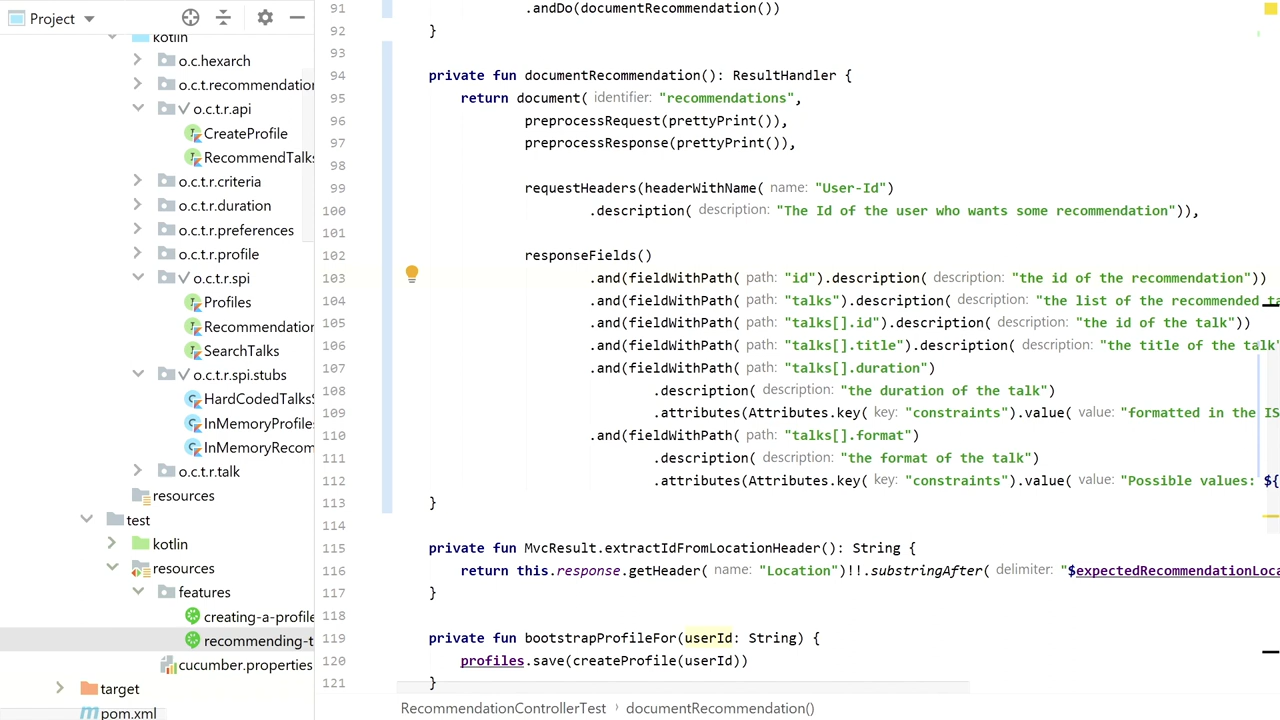 Project
kotlin
o.c.hexarch
o.c.t.recommendation
o.c.t.r.api
CreateProfile
RecommendTalks
o.c.t.r.criteria
o.c.t.r.duration
o.c.t.r.preferences
o.c.t.r.profile
o.c.t.r.spi
Profiles
Recommendation
SearchTalks
o.c.t.r.spi.stubs
HardCodedTalksS
InMemoryProfile
InMemoryRecom
o.c.t.r.talk
resources
test
kotlin
resources
features
creating-a-profile
recommending-t
cucumber.properties
target
pom.xml
91 .andDo(documentRecommendation())
92 }
93
94 private fun documentRecommendation(): ResultHandler {
95 return document( identifier: "recommendations",
96 preprocessRequest(prettyPrint()),
97 preprocessResponse(prettyPrint()),
98
99 requestHeaders(headerWithName( name: "User-Id")
100 .description( description: "The Id of the user who wants some recommendation")),
101
102 responseFields()
103 .and(fieldWithPath( path: "id").description( description: "the id of the recommendation"))
104 .and(fieldWithPath( path: "talks").description( description: "the list of the recommended ta
105 .and(fieldWithPath( path: "talks[].id").description( description: "the id of the talk"))
106 .and(fieldWithPath( path: "talks[].title").description( description: "the title of the talk"
107 .and(fieldWithPath( path: "talks[].duration")
108 .description( description: "the duration of the talk")
109 .attributes(Attributes.key( key: "constraints").value( value: "formatted in the IS
110 .and(fieldWithPath( path: "talks[].format")
111 .description( description: "the format of the talk")
112 .attributes(Attributes.key( key: "constraints").value( value: "Possible values: ${
113 }
114
115 private fun MvcResult.extractIdFromLocationHeader(): String {
116 return this.response.getHeader( name: "Location")!!.substringAfter( delimiter: "$expectedRecommendationLoca
117 }
118
119 private fun bootstrapProfileFor(userId: String) {
120 profiles.save(createProfile(userId))
121 }
RecommendationControllerTest › documentRecommendation()